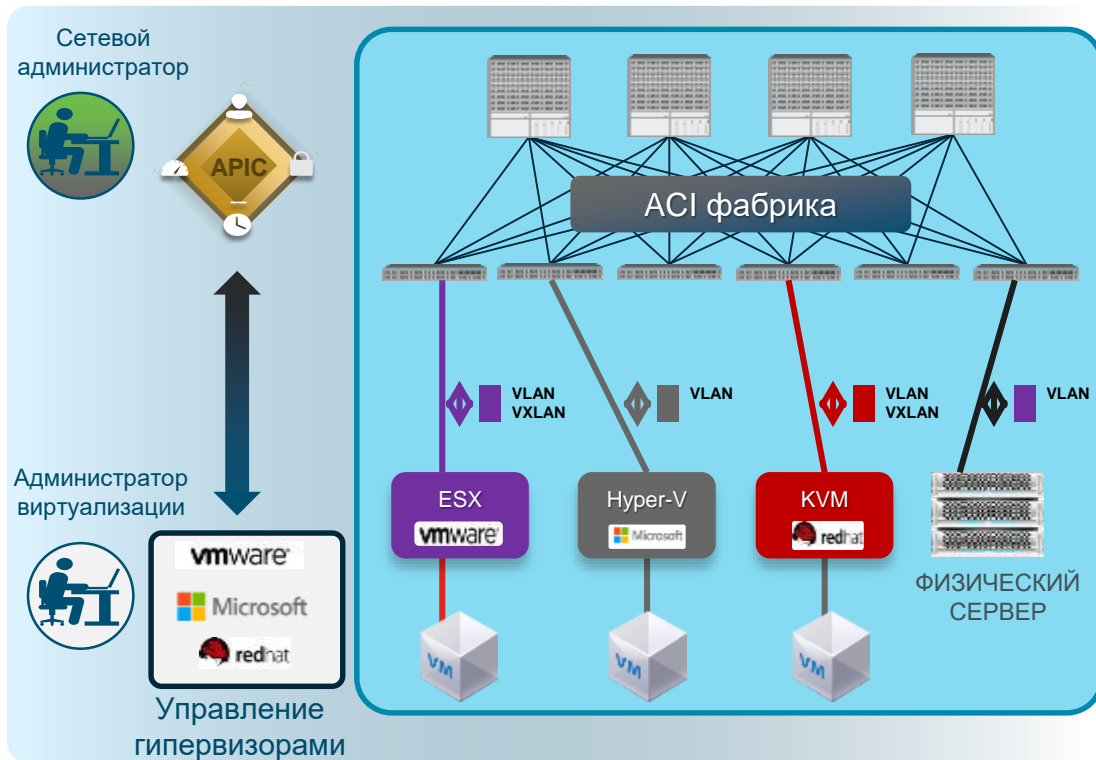 Сетевой
администратор
APIC
Администратор
виртуализации
vmware
Microsoft
redhat
Управление
гипервизорами
ACI фабрика
VLAN
VXLAN
VLAN
VLAN
VXLAN
VLAN
ESX
vmware
Hyper-V
Microsoft
KVM
redhat
ФИЗИЧЕСКИЙ
СЕРВЕР
VM
VM
VM